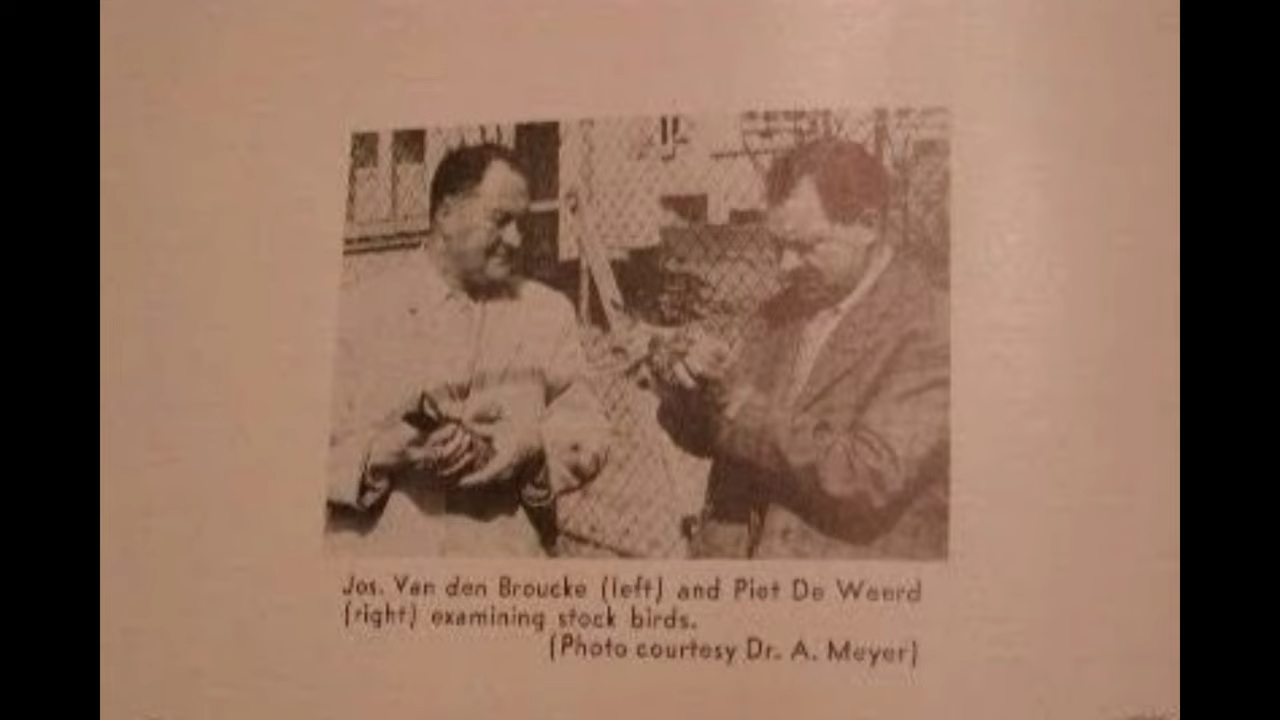 Jos. Van den Broucke (left) and Piet De Weerd
(right) examining stock birds.
(Photo courtesy Dr. A. Meyer)